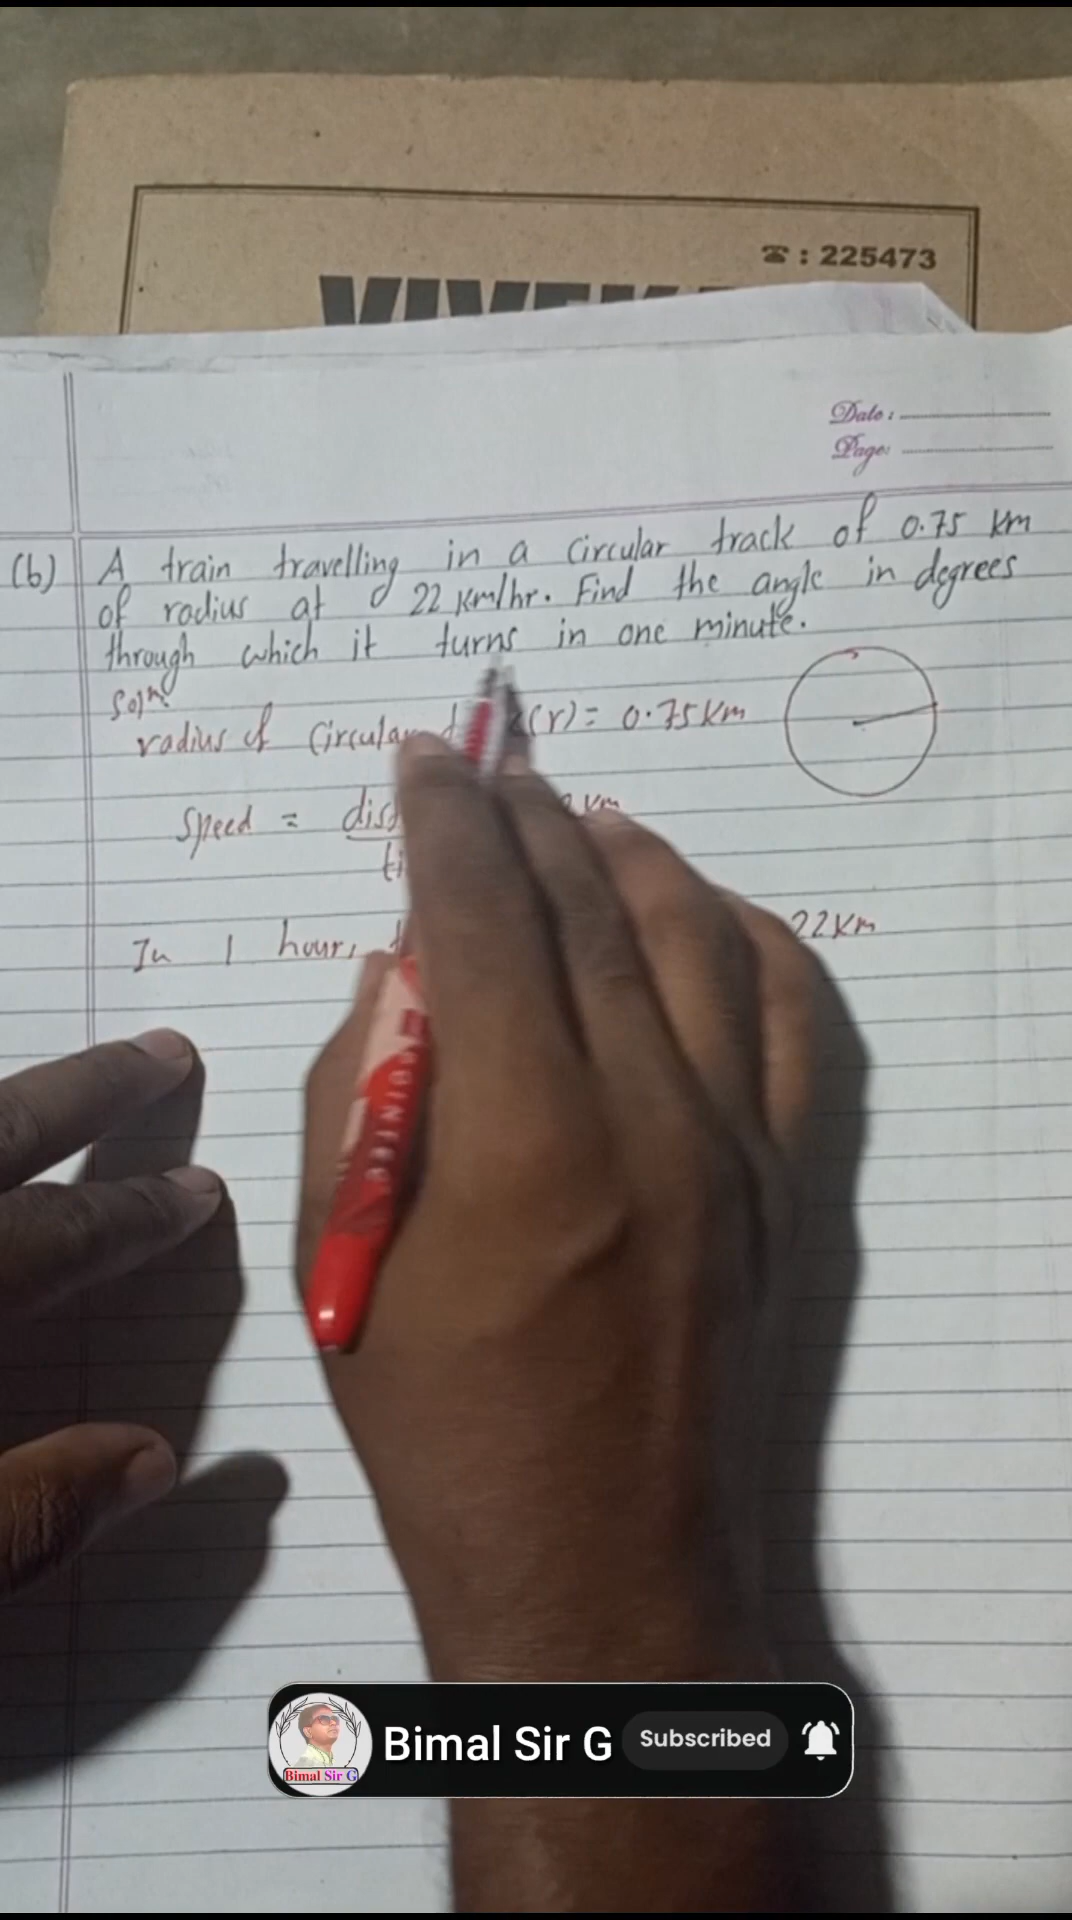 ☎ : 225473
Date :
Page:
(b) A train travelling in a circular track of 0.75 km
of radius at 22 km/hr. Find the angle in degrees
through which it turns in one minute.
Soln
radius of circular (r) = 0.75 km
Speed =
km
In 1 hour, 22 km
POINTEC
Bimal Sir G
Bimal Sir G Subscribed